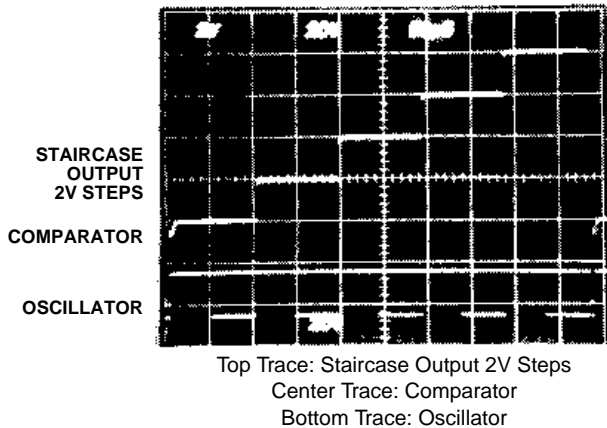 STAIRCASE
OUTPUT
2V STEPS
COMPARATOR
OSCILLATOR
Top Trace: Staircase Output 2V Steps
Center Trace: Comparator
Bottom Trace: Oscillator